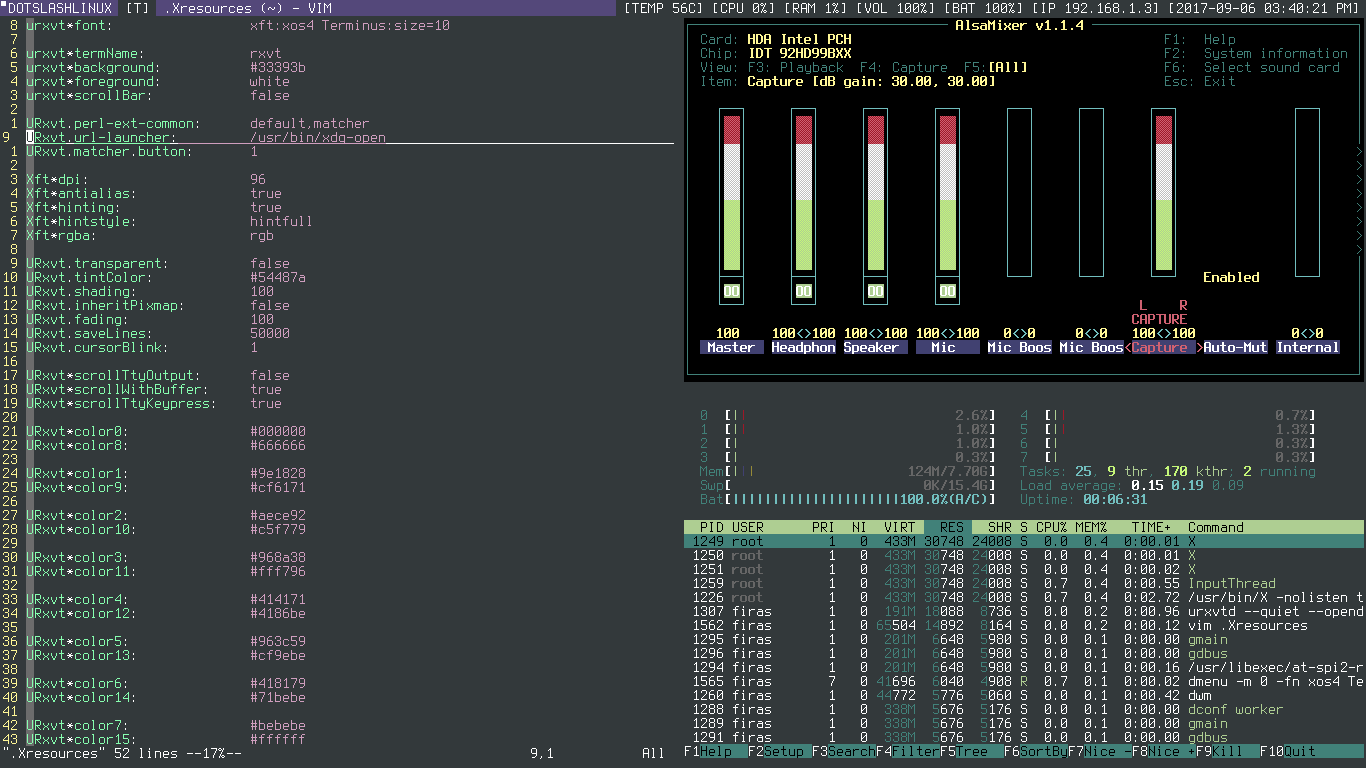 DOTSLASHLINUX [T] .Xresources (~) - VIM [TEMP 56C] [CPU 0%] [RAM 1%] [VOL 100%] [BAT 100%] [IP 192.168.1.3] [2017-09-06 03:40:21 PM]
8 urxvt*font: xft:xos4 Terminus:size=10
7
6 urxvt*termName: rxvt
5 urxvt*background: #33393b
4 urxvt*foreground: white
3 urxvt*scrollBar: false
2
1 URxvt.perl-ext-common: default,matcher
9 URxvt.url-launcher: /usr/bin/xdg-open
1 URxvt.matcher.button: 1
2
3 Xft*dpi: 96
4 Xft*antialias: true
5 Xft*hinting: true
6 Xft*hintstyle: hintfull
7 Xft*rgba: rgb
8
9 URxvt.transparent: false
10 URxvt.tintColor: #54487a
11 URxvt.shading: 100
12 URxvt.inheritPixmap: false
13 URxvt.fading: 100
14 URxvt.saveLines: 50000
15 URxvt.cursorBlink: 1
16
17 URxvt*scrollTtyOutput: false
18 URxvt*scrollWithBuffer: true
19 URxvt*scrollTtyKeypress: true
20
21 URxvt*color0: #000000
22 URxvt*color8: #666666
23
24 URxvt*color1: #9e1828
25 URxvt*color9: #cf6171
26
27 URxvt*color2: #aece92
28 URxvt*color10: #c5f779
29
30 URxvt*color3: #968a38
31 URxvt*color11: #fff796
32
33 URxvt*color4: #414171
34 URxvt*color12: #4186be
35
36 URxvt*color5: #963c59
37 URxvt*color13: #cf9ebe
38
39 URxvt*color6: #418179
40 URxvt*color14: #71bebe
41
42 URxvt*color7: #bebebe
43 URxvt*color15: #ffffff
".Xresources" 52 lines --17%-- 9,1 All
AlsaMixer v1.1.4
Card: HDA Intel PCH F1: Help
Chip: IDT 92HD99BXX F2: System information
View: F3: Playback F4: Capture F5:[All] F6: Select sound card
Item: Capture [dB gain: 30.00, 30.00] Esc: Exit
Enabled
OO OO OO OO
L R
CAPTURE
100 100<>100 100<>100 100<>100 0<>0 0<>0 100<>100 0<>0
Master Headphon Speaker Mic Mic Boos Mic Boos <Capture > Auto-Mut Internal
0 [|| 2.6%] 4 [|| 0.7%]
1 [|| 1.0%] 5 [|| 1.3%]
2 [|| 1.0%] 6 [|| 0.3%]
3 [|| 0.3%] 7 [| 0.3%]
Mem[||| 124M/7.70G] Tasks: 25, 9 thr, 170 kthr; 2 running
Swp[ 0K/15.4G] Load average: 0.15 0.19 0.09
Bat[||||||||||||||||||||||100.0%(A/C)] Uptime: 00:06:31
PID USER PRI NI VIRT RES SHR S CPU% MEM% TIME+ Command
1249 root 1 0 433M 30748 24008 S 0.0 0.4 0:00.01 X
1250 root 1 0 433M 30748 24008 S 0.0 0.4 0:00.01 X
1251 root 1 0 433M 30748 24008 S 0.0 0.4 0:00.02 X
1259 root 1 0 433M 30748 24008 S 0.7 0.4 0:00.55 InputThread
1226 root 1 0 433M 30748 24008 S 0.7 0.4 0:02.72 /usr/bin/X -nolisten t
1307 firas 1 0 191M 18088 8736 S 0.0 0.2 0:00.96 urxvtd --quiet --opend
1562 firas 1 0 65504 14892 8164 S 0.0 0.2 0:00.12 vim .Xresources
1295 firas 1 0 201M 6648 5980 S 0.0 0.1 0:00.00 gmain
1296 firas 1 0 201M 6648 5980 S 0.0 0.1 0:00.00 gdbus
1294 firas 1 0 201M 6648 5980 S 0.0 0.1 0:00.16 /usr/libexec/at-spi2-r
1565 firas 7 0 41696 6040 4908 R 0.7 0.1 0:00.02 dmenu -m 0 -fn xos4 Te
1260 firas 1 0 44772 5776 5060 S 0.0 0.1 0:00.42 dwm
1288 firas 1 0 338M 5676 5176 S 0.0 0.1 0:00.00 dconf worker
1289 firas 1 0 338M 5676 5176 S 0.0 0.1 0:00.00 gmain
1291 firas 1 0 338M 5676 5176 S 0.0 0.1 0:00.00 gdbus
F1Help F2Setup F3SearchF4FilterF5Tree F6SortByF7Nice -F8Nice +F9Kill F10Quit